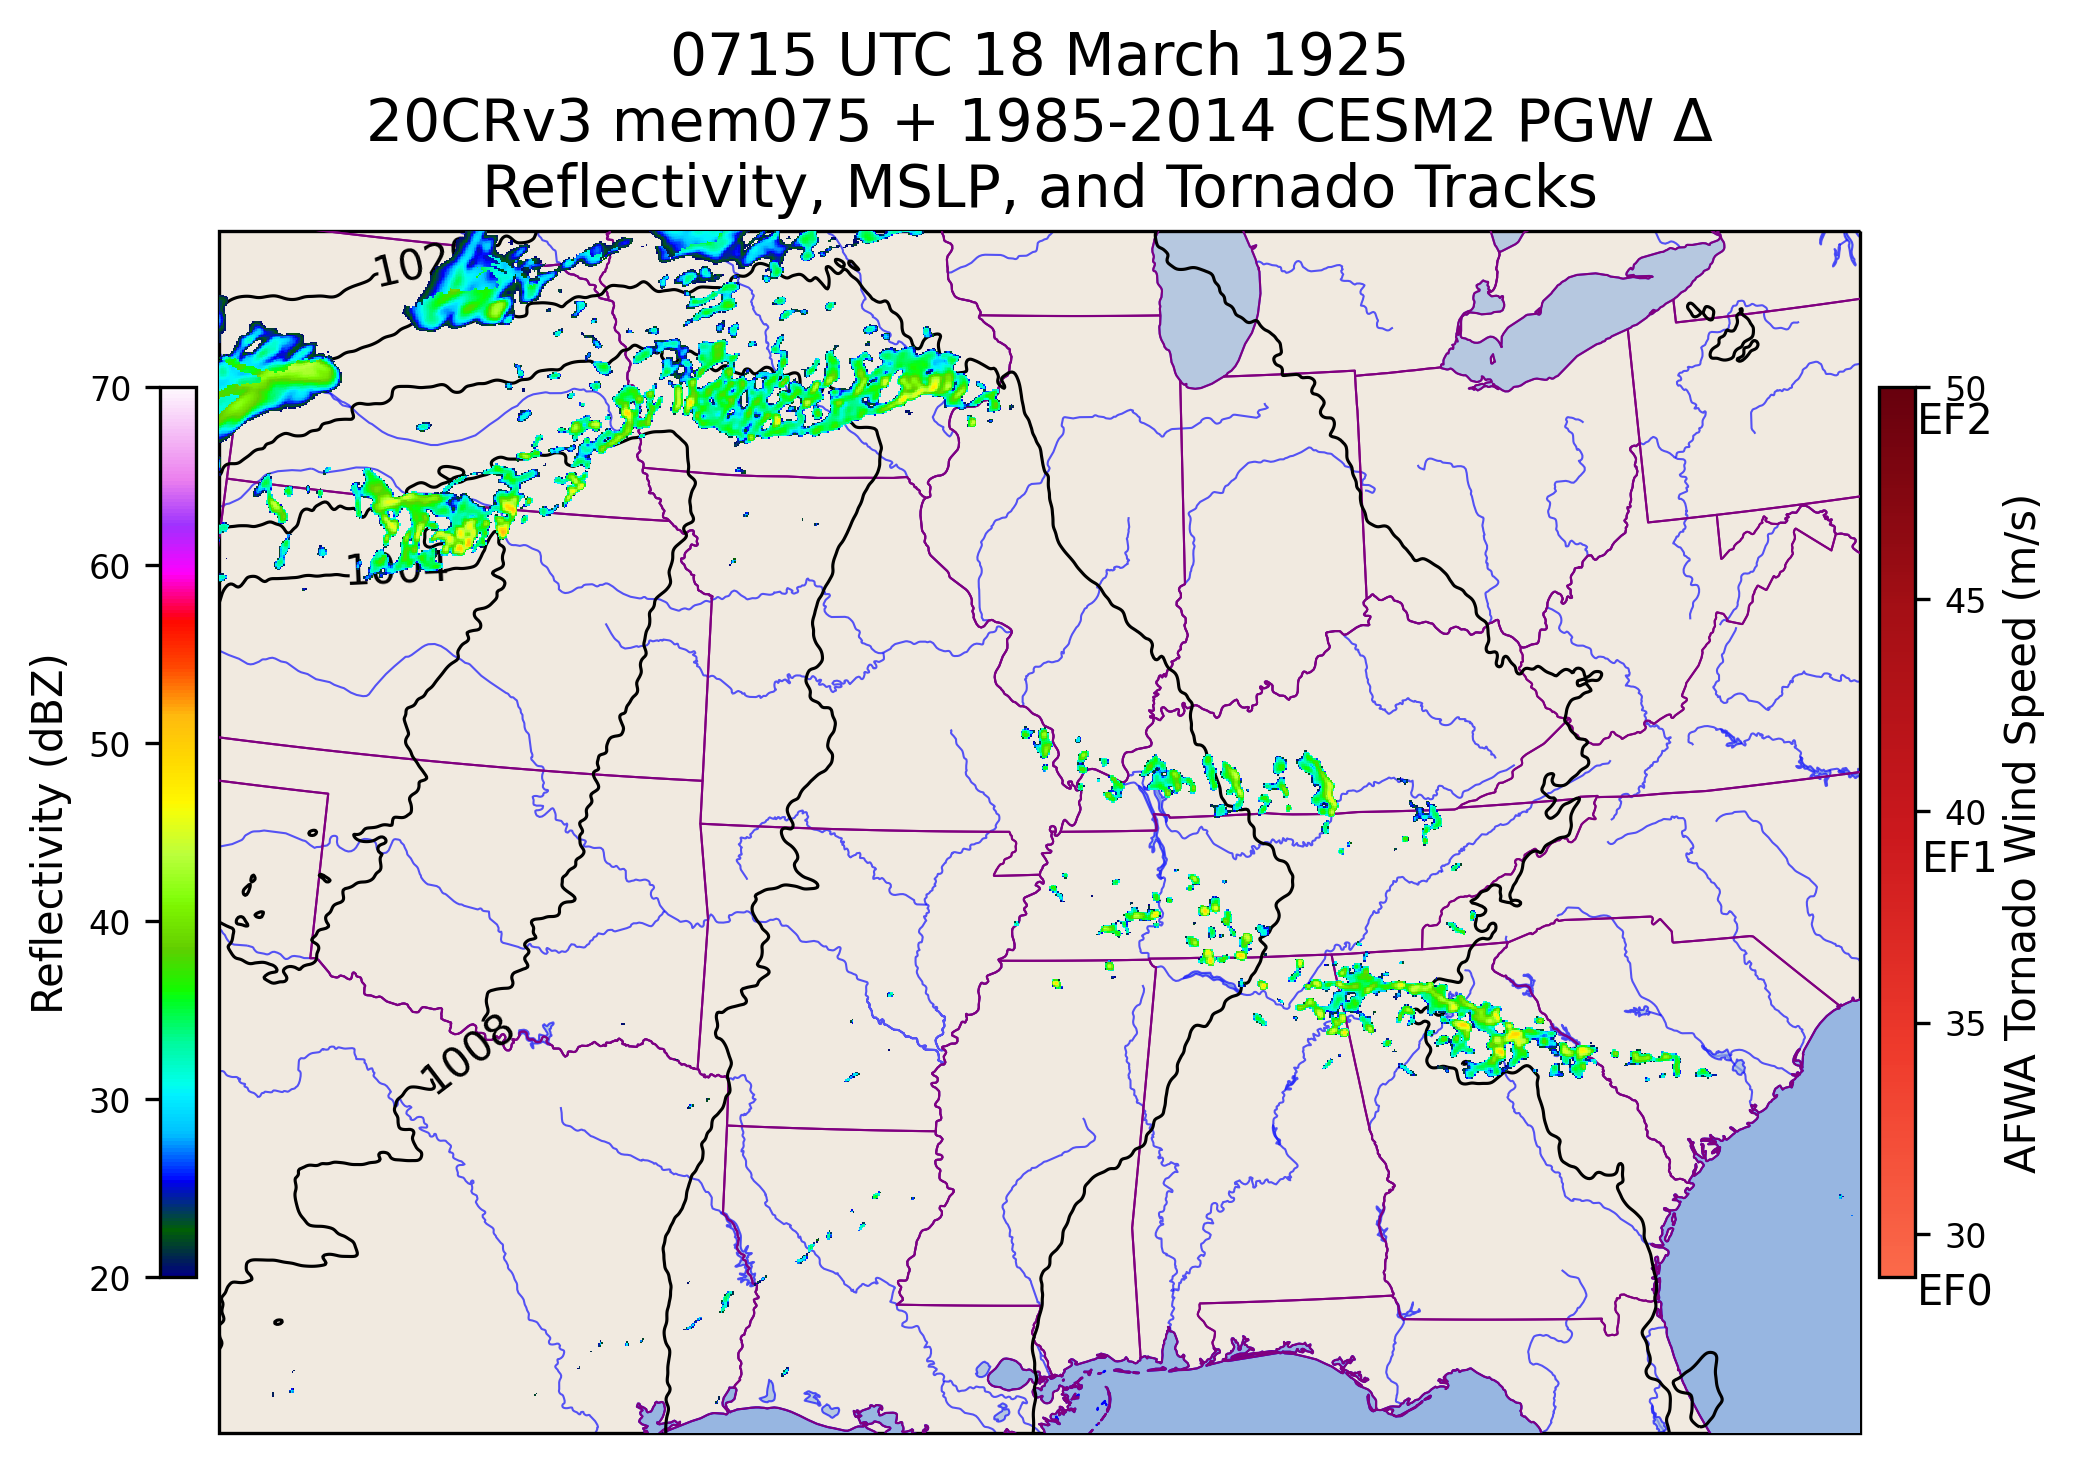 0715 UTC 18 March 1925
20CRv3 mem075 + 1985-2014 CESM2 PGW Δ
Reflectivity, MSLP, and Tornado Tracks
70
60
50
40
30
20
Reflectivity (dBZ)
1004
1008
50
EF2
45
40
EF1
35
30
EF0
AFWA Tornado Wind Speed (m/s)